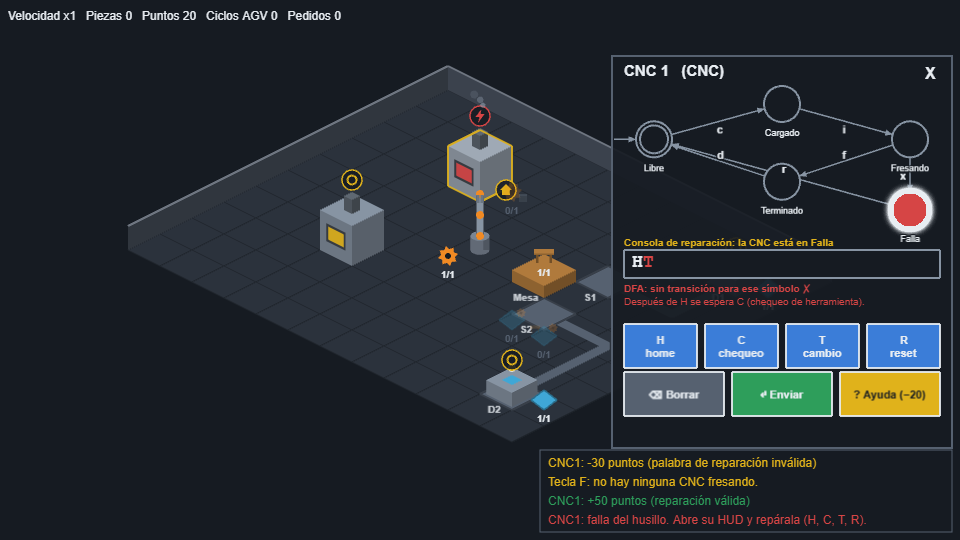 Velocidad x1 Piezas 0 Puntos 20 Ciclos AGV 0 Pedidos 0
CNC 1 (CNC) X
Cargado
c
i
Libre
Fresando
d
f
r
x
Terminado
Falla
0/1
1/1
1/1
Mesa
S1
S2
0/1
0/1
D2
1/1
Consola de reparación: la CNC está en Falla
HT
DFA: sin transición para ese símbolo ✗
Después de H se espera C (chequeo de herramienta).
H home
C chequeo
T cambio
R reset
⌫ Borrar
↵ Enviar
? Ayuda (−20)
CNC1: -30 puntos (palabra de reparación inválida)
Tecla F: no hay ninguna CNC fresando.
CNC1: +50 puntos (reparación válida)
CNC1: falla del husillo. Abre su HUD y repárala (H, C, T, R).